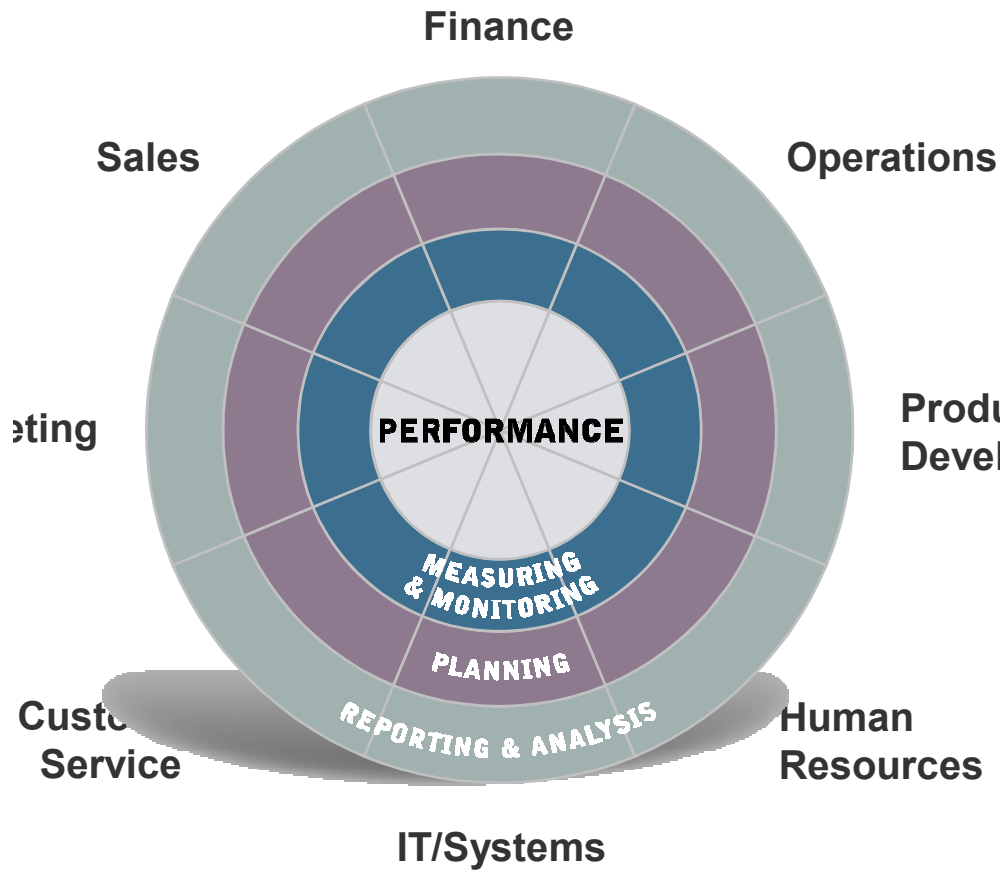 Finance
Sales
Operations
eting
Produ
Devel
PERFORMANCE
MEASURING
& MONITORING
PLANNING
REPORTING & ANALYSIS
Custo
Service
Human
Resources
IT/Systems